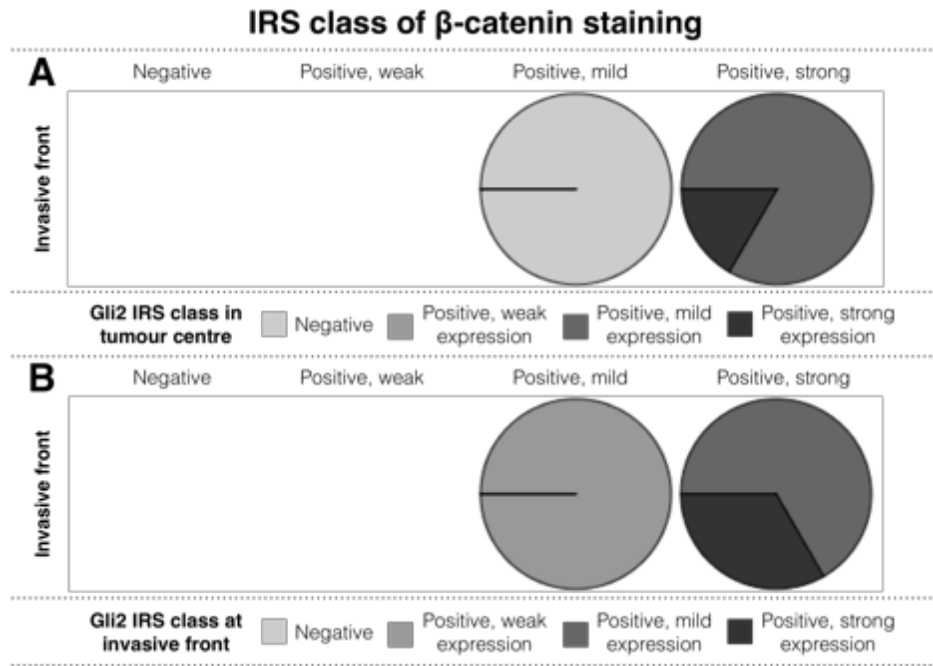 IRS class of β-catenin staining
A
Negative
Positive, weak
Positive, mild
Positive, strong
Invasive front
Gli2 IRS class in
tumour centre
Negative
Positive, weak
expression
Positive, mild
expression
Positive, strong
expression
B
Negative
Positive, weak
Positive, mild
Positive, strong
Invasive front
Gli2 IRS class at
invasive front
Negative
Positive, weak
expression
Positive, mild
expression
Positive, strong
expression